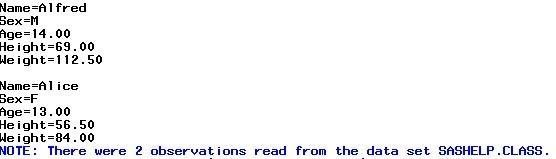 Name=Alfred
Sex=M
Age=14.00
Height=69.00
Weight=112.50
Name=Alice
Sex=F
Age=13.00
Height=56.50
Weight=84.00
NOTE: There were 2 observations read from the data set SASHELP.CLASS.